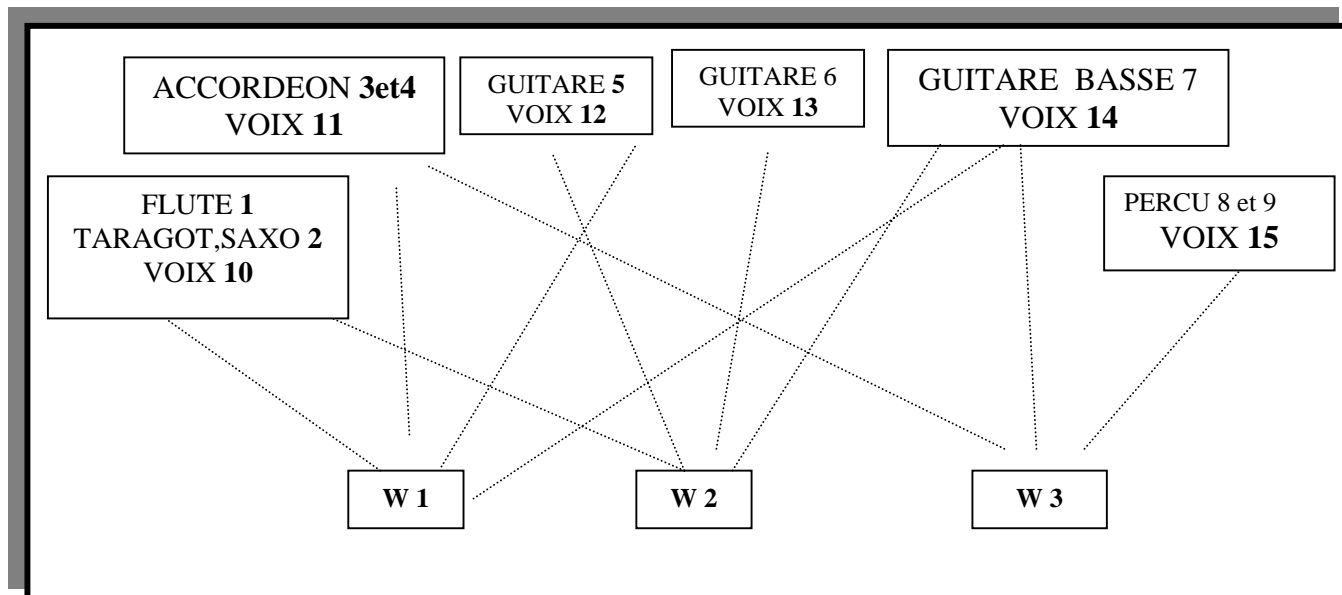 ACCORDEON 3et4
VOIX 11
GUITARE 5
VOIX 12
GUITARE 6
VOIX 13
GUITARE BASSE 7
VOIX 14
FLUTE 1
TARAGOT,SAXO 2
VOIX 10
PERCU 8 et 9
VOIX 15
W 1
W 2
W 3